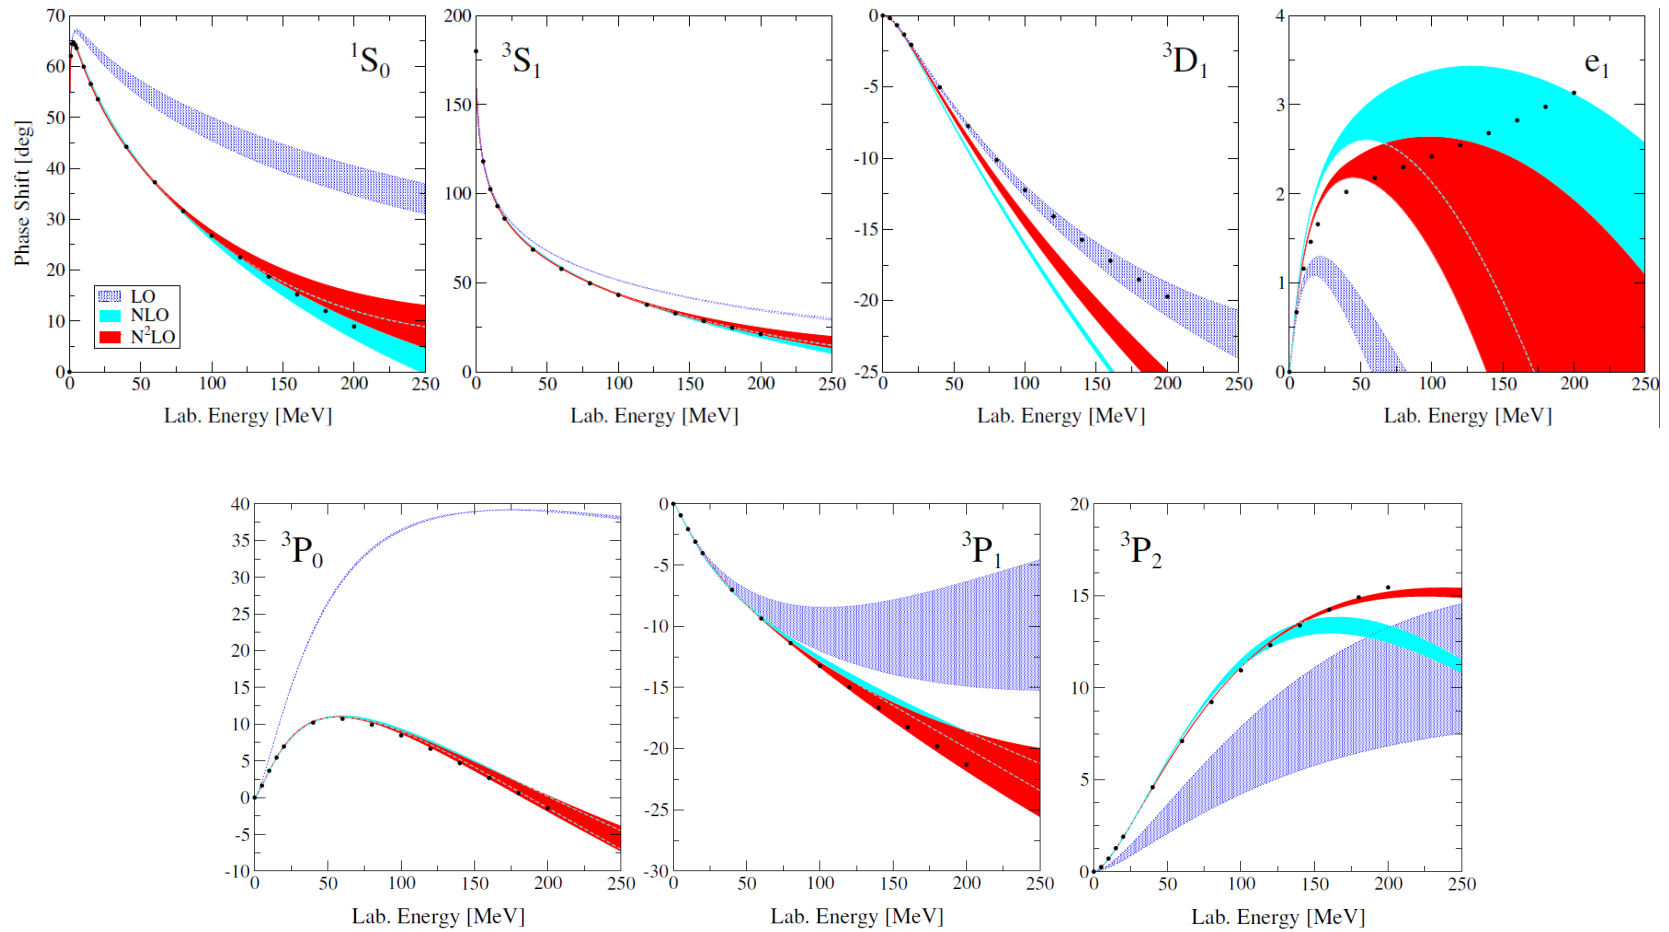 70
60
50
40
30
20
10
0
Phase Shift [deg]
¹S₀
LO
NLO
N²LO
0 50 100 150 200 250
Lab. Energy [MeV]
200
150
100
50
0
³S₁
0 50 100 150 200 250
Lab. Energy [MeV]
0
-5
-10
-15
-20
-25
³D₁
0 50 100 150 200 250
Lab. Energy [MeV]
4
3
2
1
0
e₁
0 50 100 150 200 250
Lab. Energy [MeV]
40
35
30
25
20
15
10
5
0
-5
-10
³P₀
0 50 100 150 200 250
Lab. Energy [MeV]
0
-5
-10
-15
-20
-25
-30
³P₁
0 50 100 150 200 250
Lab. Energy [MeV]
20
15
10
5
0
³P₂
0 50 100 150 200 250
Lab. Energy [MeV]